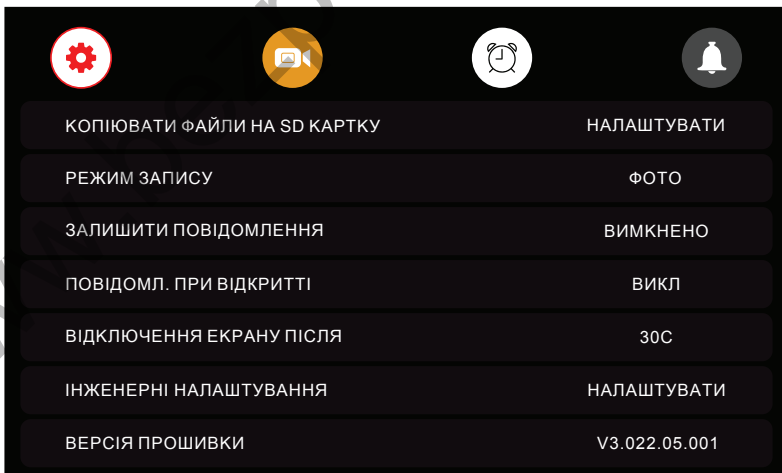 КОПІЮВАТИ ФАЙЛИ НА SD КАРТКУ НАЛАШТУВАТИ
РЕЖИМ ЗАПИСУ ФОТО
ЗАЛИШИТИ ПОВІДОМЛЕННЯ ВИМКНЕНО
ПОВІДОМЛ. ПРИ ВІДКРИТТІ ВИКЛ
ВІДКЛЮЧЕННЯ ЕКРАНУ ПІСЛЯ 30С
ІНЖЕНЕРНІ НАЛАШТУВАННЯ НАЛАШТУВАТИ
ВЕРСІЯ ПРОШИВКИ V3.022.05.001